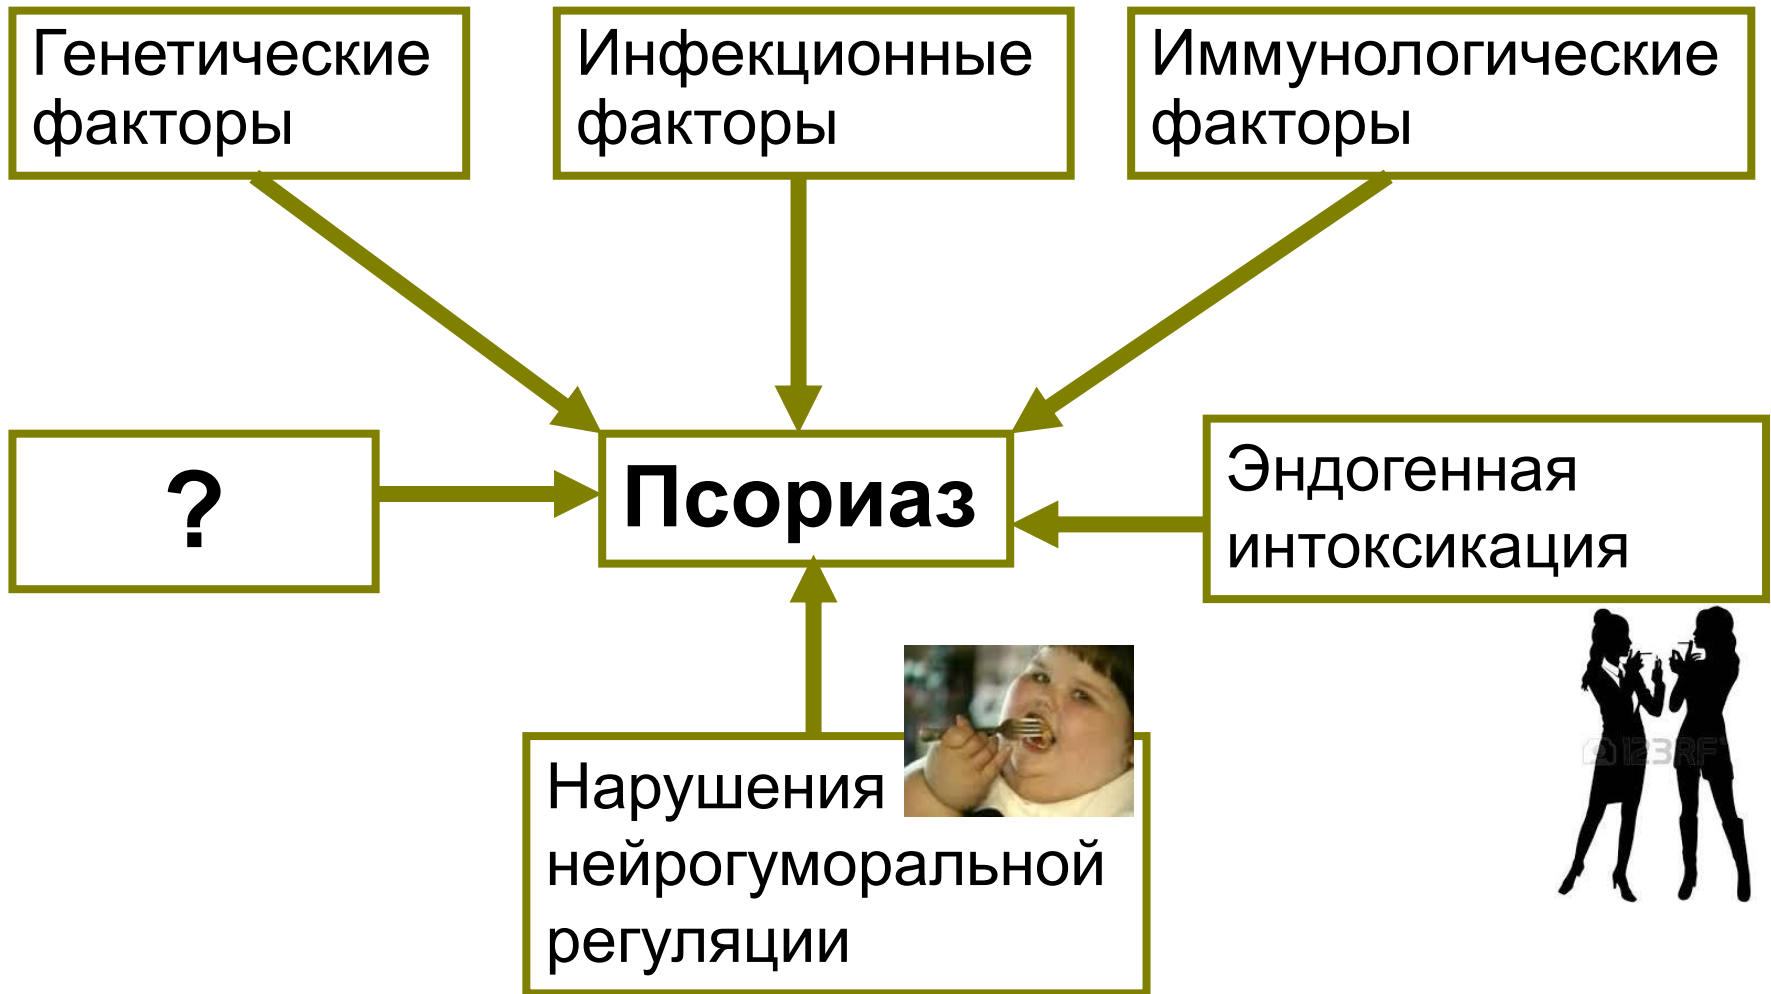 Генетические
факторы
Инфекционные
факторы
Иммунологические
факторы
?
Псориаз
Эндогенная
интоксикация
Нарушения
нейрогуморальной
регуляции
123RF